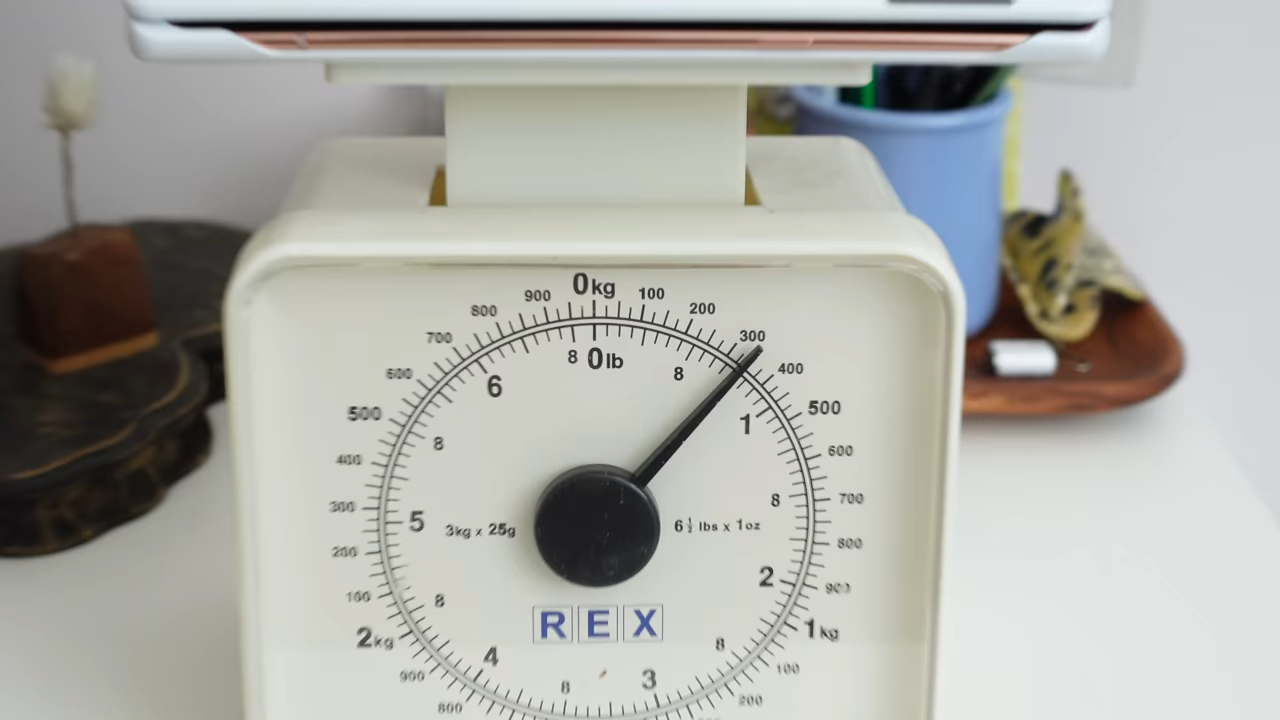 0kg
900 100
800 200
700 300
8 0lb
600 8 400
6
500 1 500
400 8 600
300 8 700
5 3kg x 25g 6½ lbs x 1oz
200 800
2
100 8 900
REX
2kg 8 1kg
900 4 100
8 3
800 200